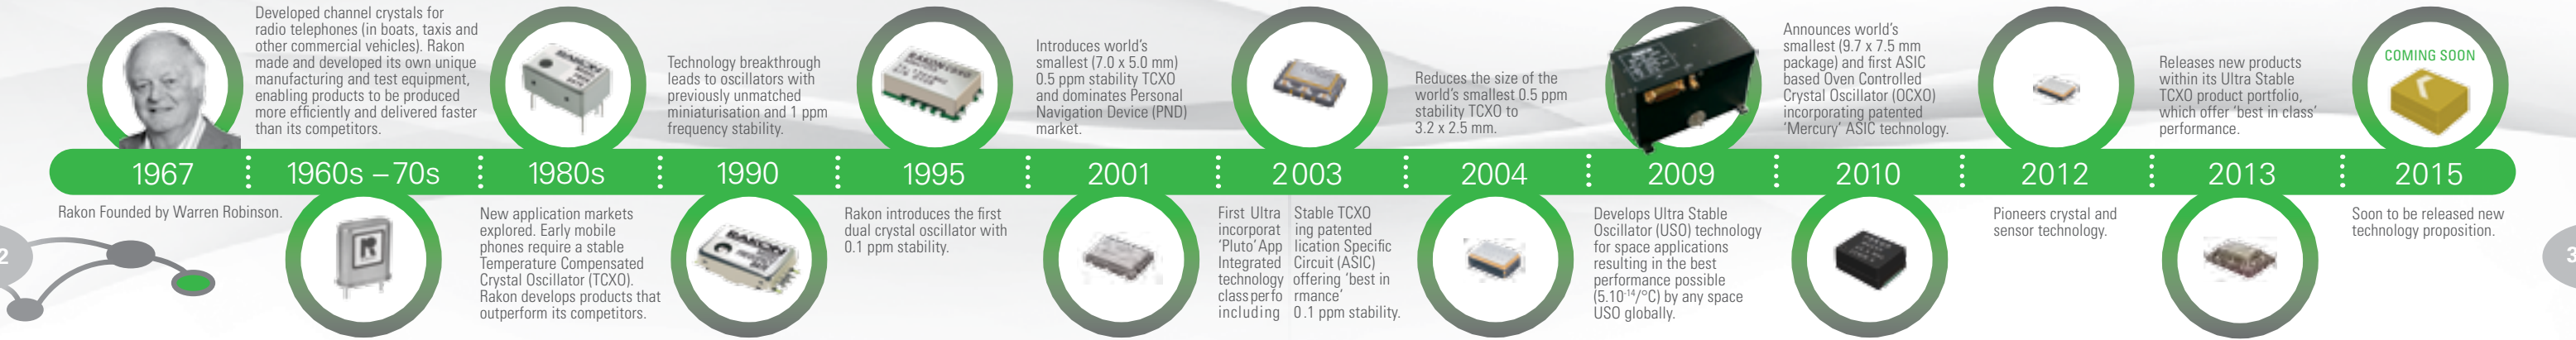 Developed channel crystals for
radio telephones (in boats, taxis and
other commercial vehicles). Rakon
made and developed its own unique
manufacturing and test equipment,
enabling products to be produced
more efficiently and delivered faster
than its competitors.
Technology breakthrough
leads to oscillators with
previously unmatched
miniaturisation and 1 ppm
frequency stability.
Introduces world's
smallest (7.0 x 5.0 mm)
0.5 ppm stability TCXO
and dominates Personal
Navigation Device (PND)
market.
Reduces the size of the
world's smallest 0.5 ppm
stability TCXO to
3.2 x 2.5 mm.
Announces world's
smallest (9.7 x 7.5 mm
package) and first ASIC
based Oven Controlled
Crystal Oscillator (OCXO)
incorporating patented
'Mercury' ASIC technology.
Releases new products
within its Ultra Stable
TCXO product portfolio,
which offer 'best in class'
performance.
COMING SOON
1967
1960s – 70s
1980s
1990
1995
2001
2003
2004
2009
2010
2012
2013
2015
Rakon Founded by Warren Robinson.
R
New application markets
explored. Early mobile
phones require a stable
Temperature Compensated
Crystal Oscillator (TCXO).
Rakon develops products that
outperform its competitors.
RAKON
Rakon introduces the first
dual crystal oscillator with
0.1 ppm stability.
First Ultra Stable TCXO
incorporat ing patented
'Pluto' App lication Specific
Integrated Circuit (ASIC)
technology offering 'best in
class perfo rmance'
including 0.1 ppm stability.
Develops Ultra Stable
Oscillator (USO) technology
for space applications
resulting in the best
performance possible
(5.10⁻¹⁴/°C) by any space
USO globally.
Pioneers crystal and
sensor technology.
Soon to be released new
technology proposition.
2
3